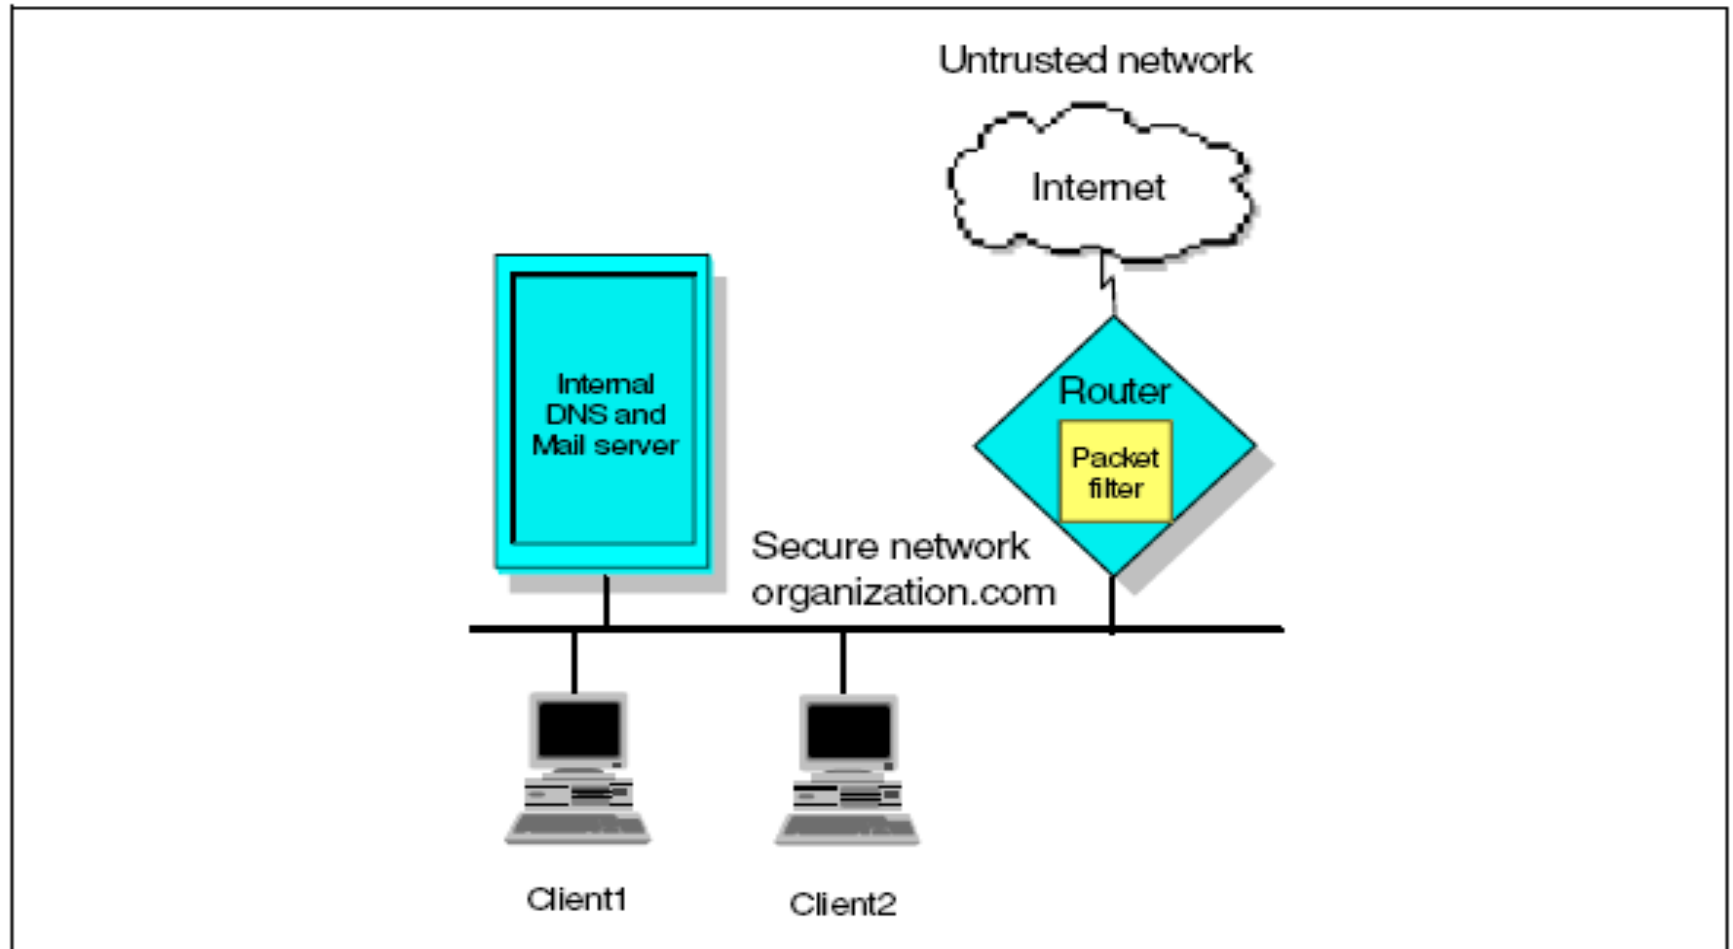 Untrusted network
Internet
Internal
DNS and
Mail server
Router
Packet
filter
Secure network
organization.com
Client1
Client2